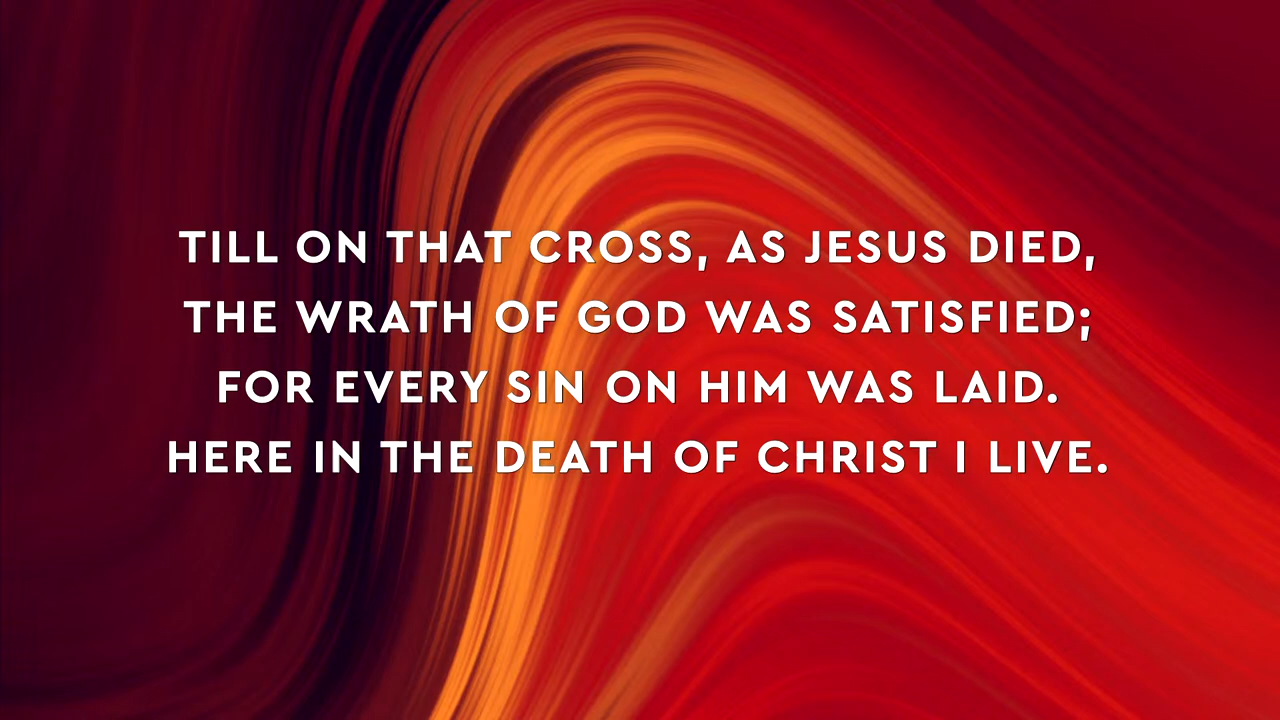 TILL ON THAT CROSS, AS JESUS DIED,
THE WRATH OF GOD WAS SATISFIED;
FOR EVERY SIN ON HIM WAS LAID.
HERE IN THE DEATH OF CHRIST I LIVE.